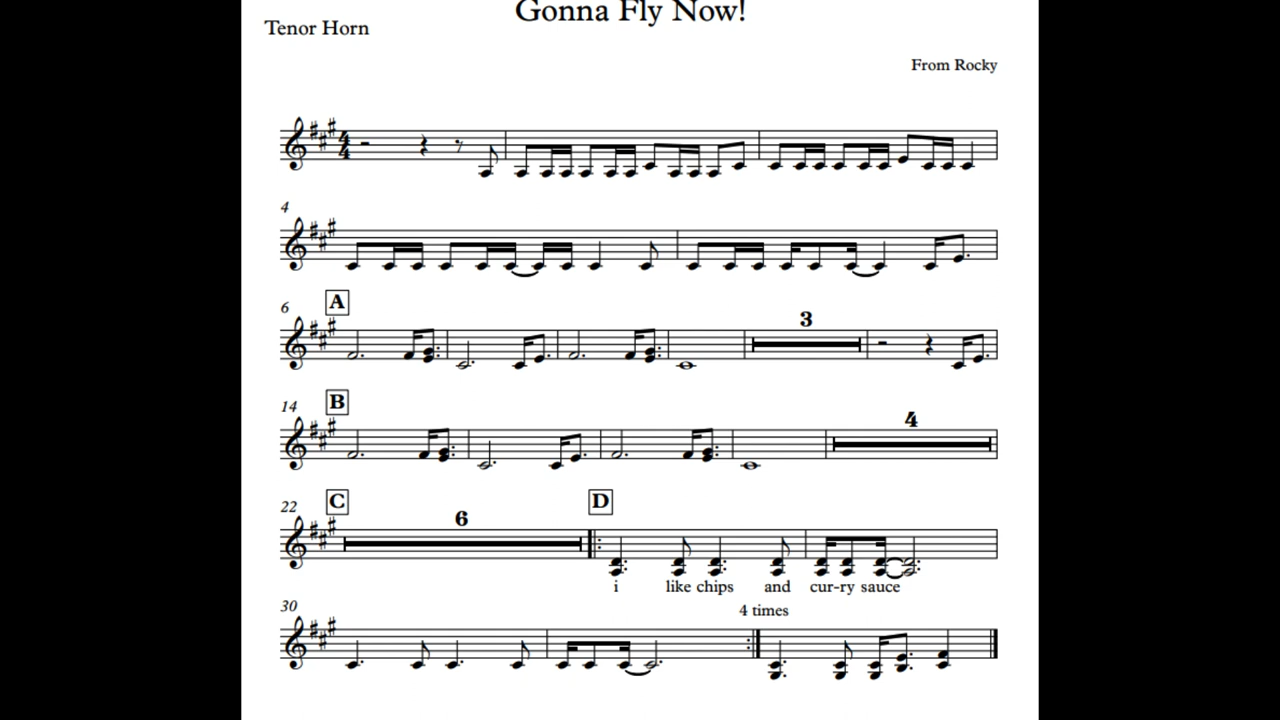 Gonna Fly Now!
Tenor Horn
From Rocky
4
4
4
6
A
3
14
B
4
22
C
6
D
i like chips and cur-ry sauce
30
4 times